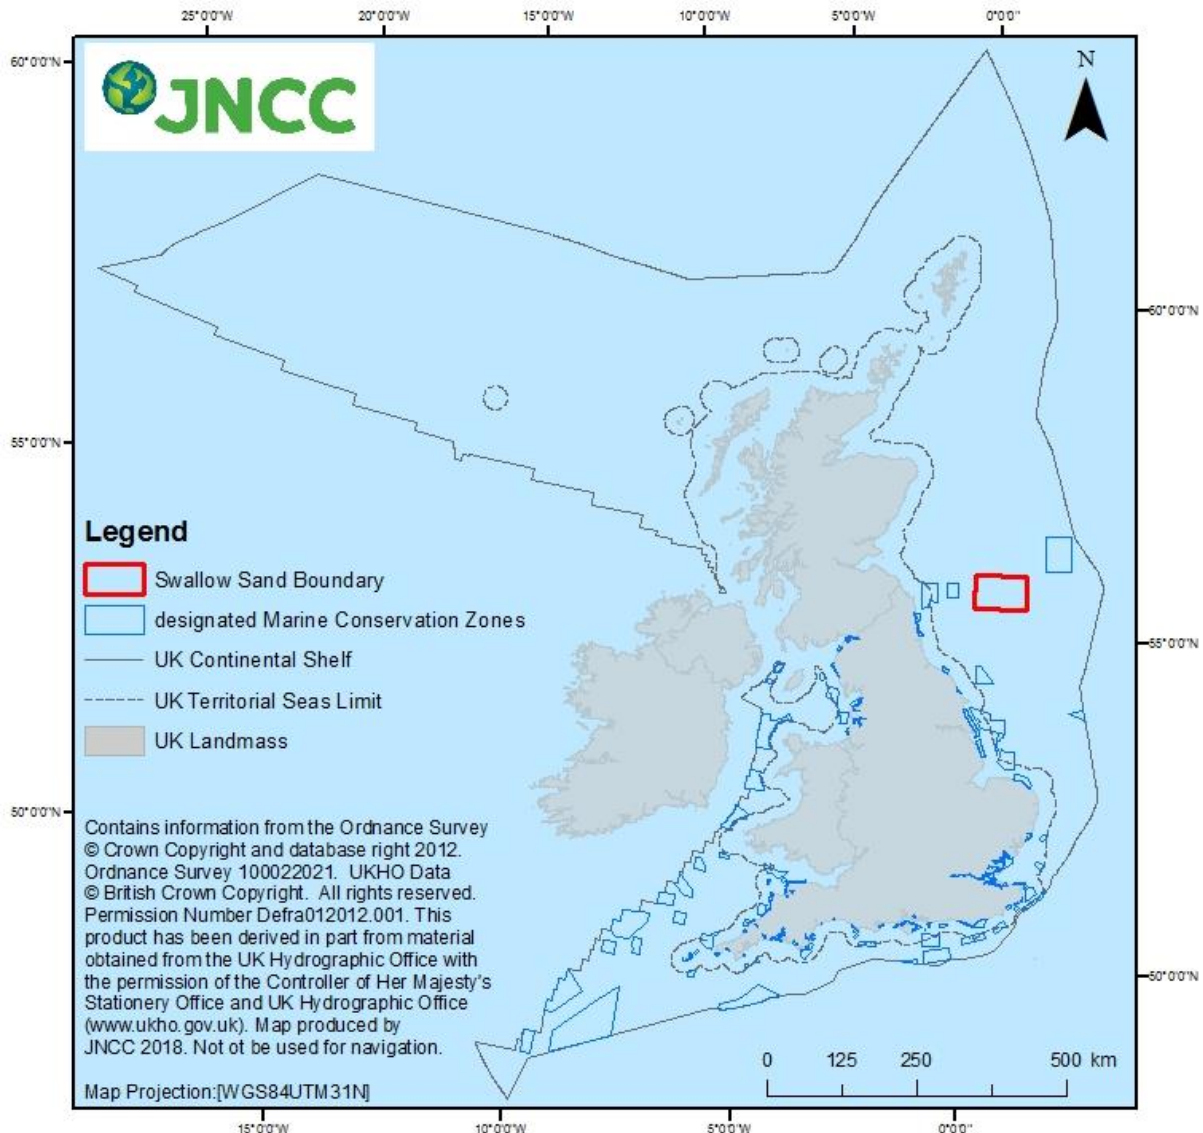 25°0'0"W 20°0'0"W 15°0'0"W 10°0'0"W 5°0'0"W 0°0'0"
60°0'0"N
JNCC
N
60°0'0"N
55°0'0"N
Legend
Swallow Sand Boundary
designated Marine Conservation Zones
55°0'0"N
UK Continental Shelf
UK Territorial Seas Limit
UK Landmass
50°0'0"N
Contains information from the Ordnance Survey
© Crown Copyright and database right 2012.
Ordnance Survey 100022021. UKHO Data
© British Crown Copyright. All rights reserved.
Permission Number Defra012012.001. This
product has been derived in part from material
obtained from the UK Hydrographic Office with
the permission of the Controller of Her Majesty's
Stationery Office and UK Hydrographic Office
(www.ukho.gov.uk). Map produced by
JNCC 2018. Not ot be used for navigation.
50°0'0"N
0 125 250 500 km
Map Projection:[WGS84UTM31N]
15°0'0"W 10°0'0"W 5°0'0"W 0°0'0"